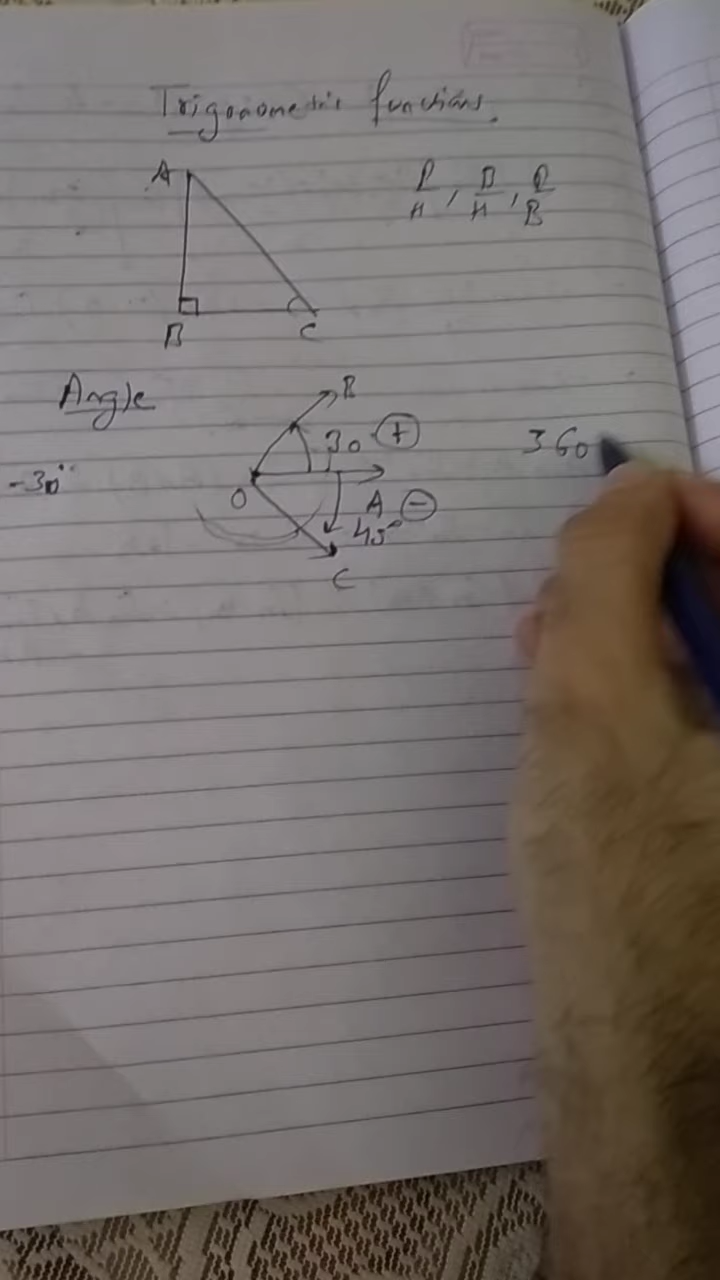 Trigonometric functions.
A
P/H, B/H, P/B
B C
Angle
B
30 +
360
-30°
O
A −
45°
C